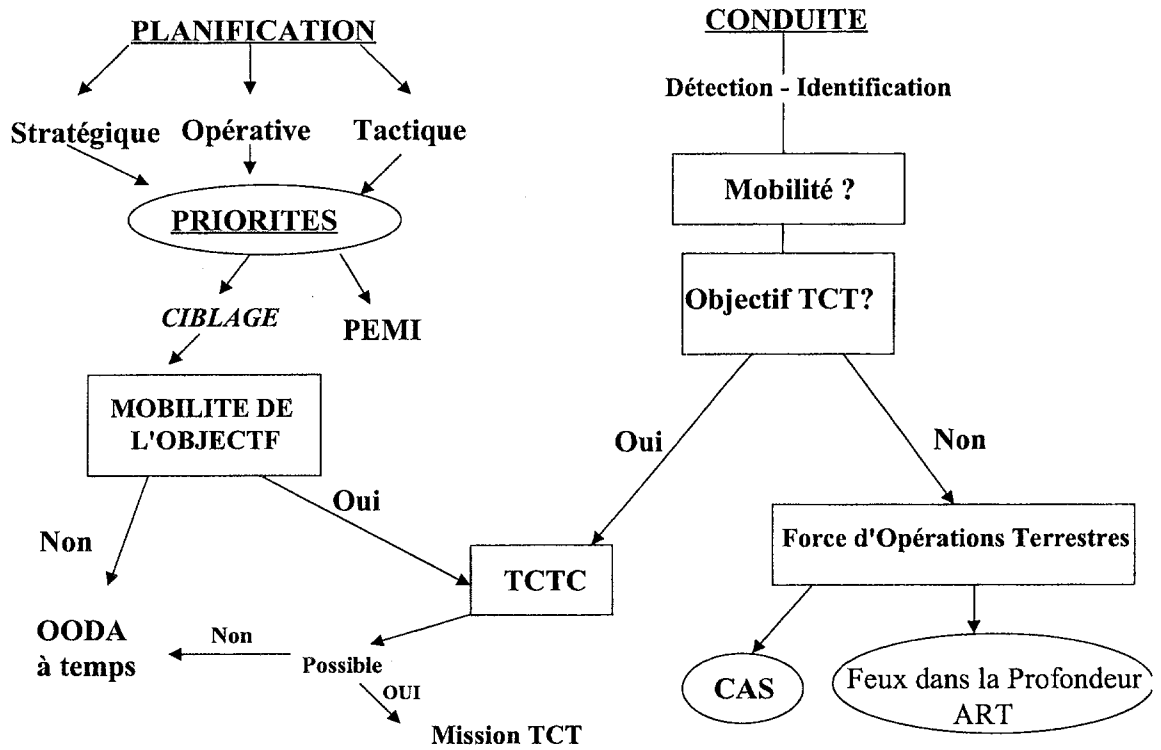 PLANIFICATION
Stratégique Opérative Tactique
PRIORITES
CIBLAGE
PEMI
MOBILITE DE
L'OBJECTF
Non
Oui
TCTC
OODA
à temps
Non
Possible
OUI
Mission TCT
CONDUITE
Détection - Identification
Mobilité ?
Objectif TCT?
Oui
Non
Force d'Opérations Terrestres
CAS
Feux dans la Profondeur
ART